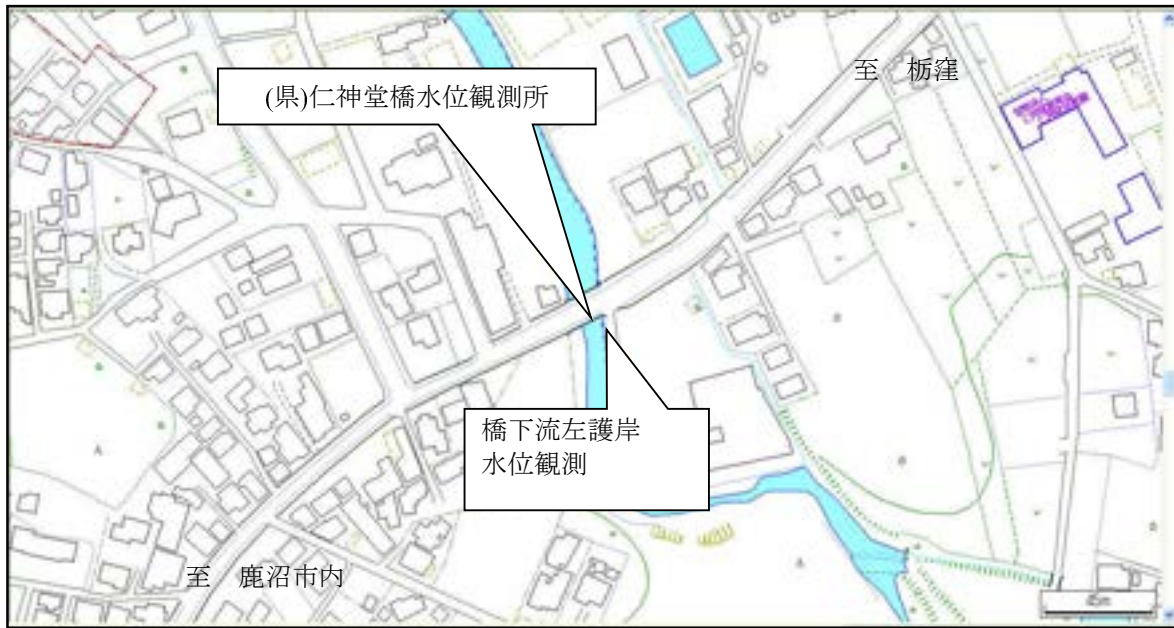 至　栃窪
(県)仁神堂橋水位観測所
橋下流左護岸
水位観測
至　鹿沼市内